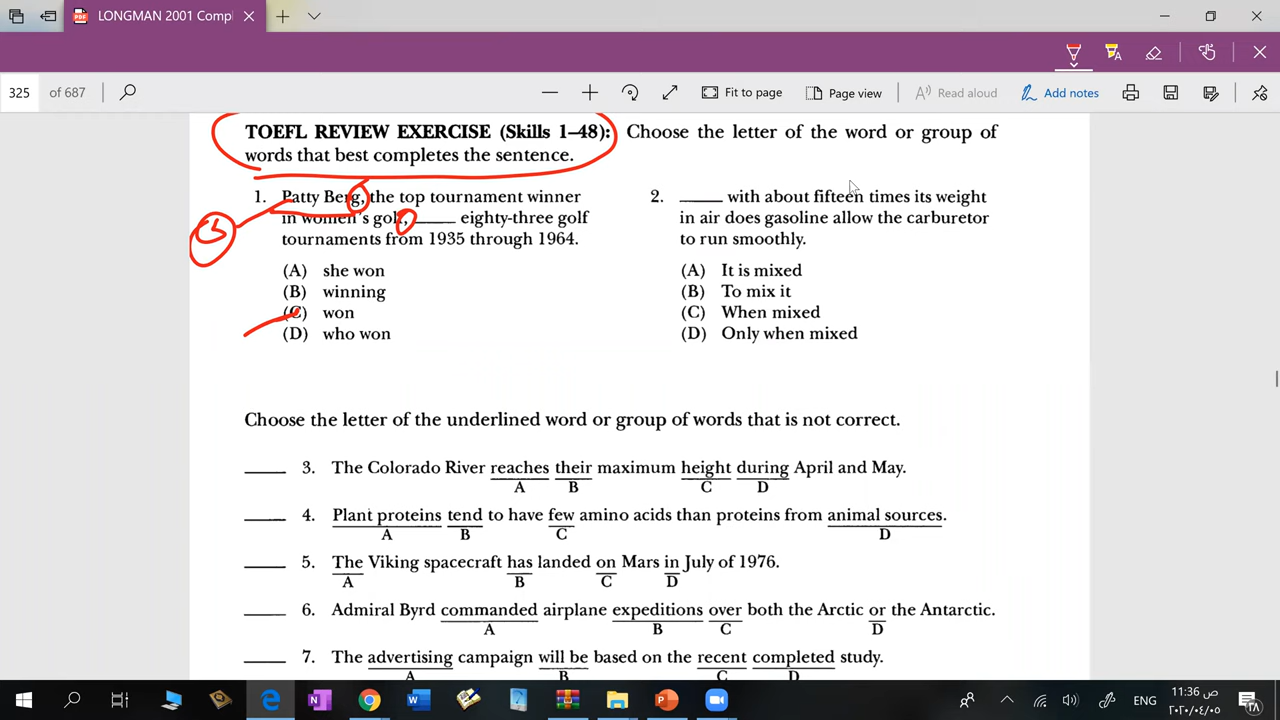 LONGMAN 2001 Compl
325 of 687
Fit to page
Page view
Read aloud
Add notes
TOEFL REVIEW EXERCISE (Skills 1–48): Choose the letter of the word or group of
words that best completes the sentence.
1. Patty Berg, the top tournament winner
in women's golf, _____ eighty-three golf
tournaments from 1935 through 1964.
(A) she won
(B) winning
(C) won
(D) who won
2. _____ with about fifteen times its weight
in air does gasoline allow the carburetor
to run smoothly.
(A) It is mixed
(B) To mix it
(C) When mixed
(D) Only when mixed
Choose the letter of the underlined word or group of words that is not correct.
_____ 3. The Colorado River reaches their maximum height during April and May.
A B C D
_____ 4. Plant proteins tend to have few amino acids than proteins from animal sources.
A B C D
_____ 5. The Viking spacecraft has landed on Mars in July of 1976.
A B C D
_____ 6. Admiral Byrd commanded airplane expeditions over both the Arctic or the Antarctic.
A B C D
_____ 7. The advertising campaign will be based on the recent completed study.
A B C D
ENG
11:36 ص
٢٠٢٠/٠٤/٠٥